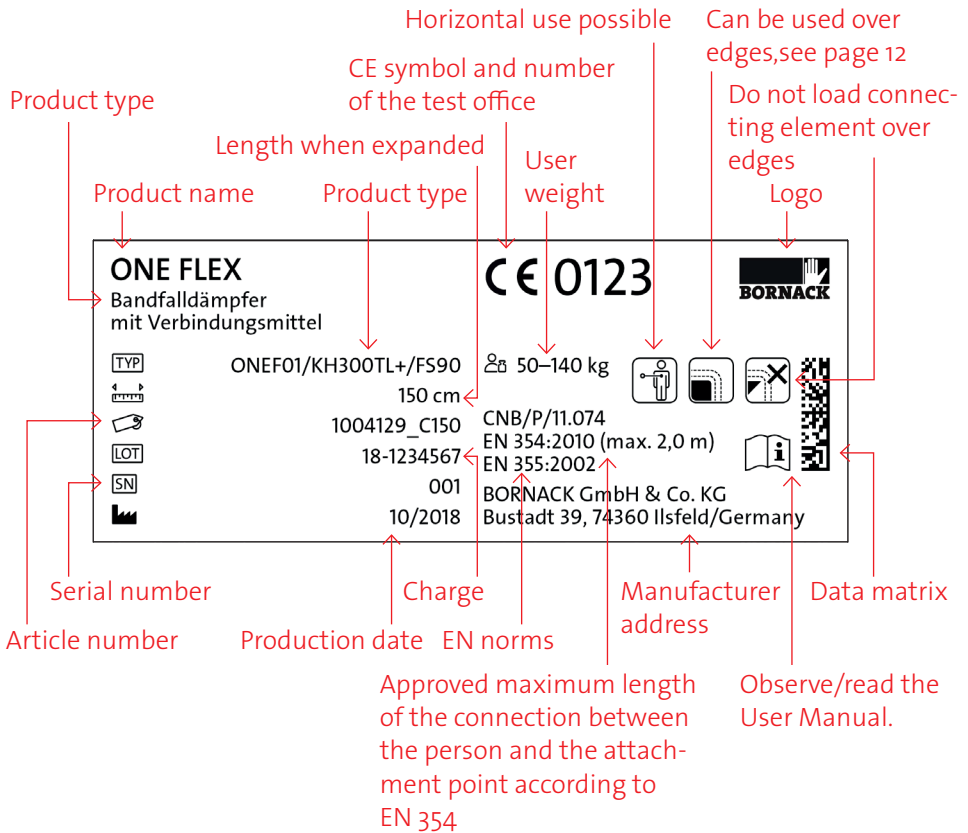 Horizontal use possible
Can be used over
edges,see page 12
CE symbol and number
of the test office
Product type
Do not load connec-
ting element over
edges
Length when expanded
User
weight
Product name
Product type
Logo
ONE FLEX
CE 0123
BORNACK
Bandfalldämpfer
mit Verbindungsmittel
TYP
ONEF01/KH300TL+/FS90
50–140 kg
150 cm
1004129_C150
CNB/P/11.074
EN 354:2010 (max. 2,0 m)
LOT
18-1234567
EN 355:2002
i
SN
001
BORNACK GmbH & Co. KG
10/2018
Bustadt 39, 74360 Ilsfeld/Germany
Serial number
Charge
Manufacturer
address
Data matrix
Article number
Production date
EN norms
Approved maximum length
of the connection between
the person and the attach-
ment point according to
EN 354
Observe/read the
User Manual.